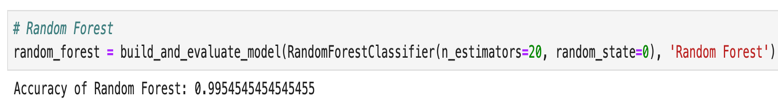 # Random Forest
random_forest = build_and_evaluate_model(RandomForestClassifier(n_estimators=20, random_state=0), 'Random Forest')
Accuracy of Random Forest: 0.9954545454545455